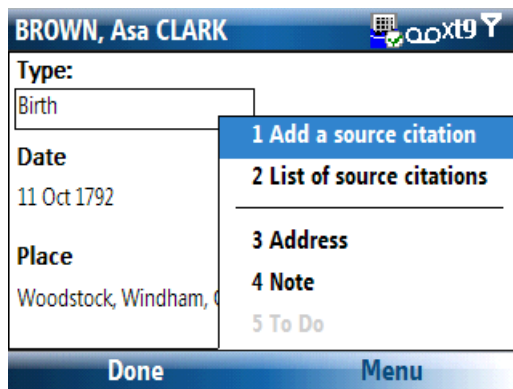 BROWN, Asa CLARK xt9
Type:
Birth
1 Add a source citation
Date
2 List of source citations
11 Oct 1792
3 Address
Place
4 Note
Woodstock, Windham,
5 To Do
Done Menu